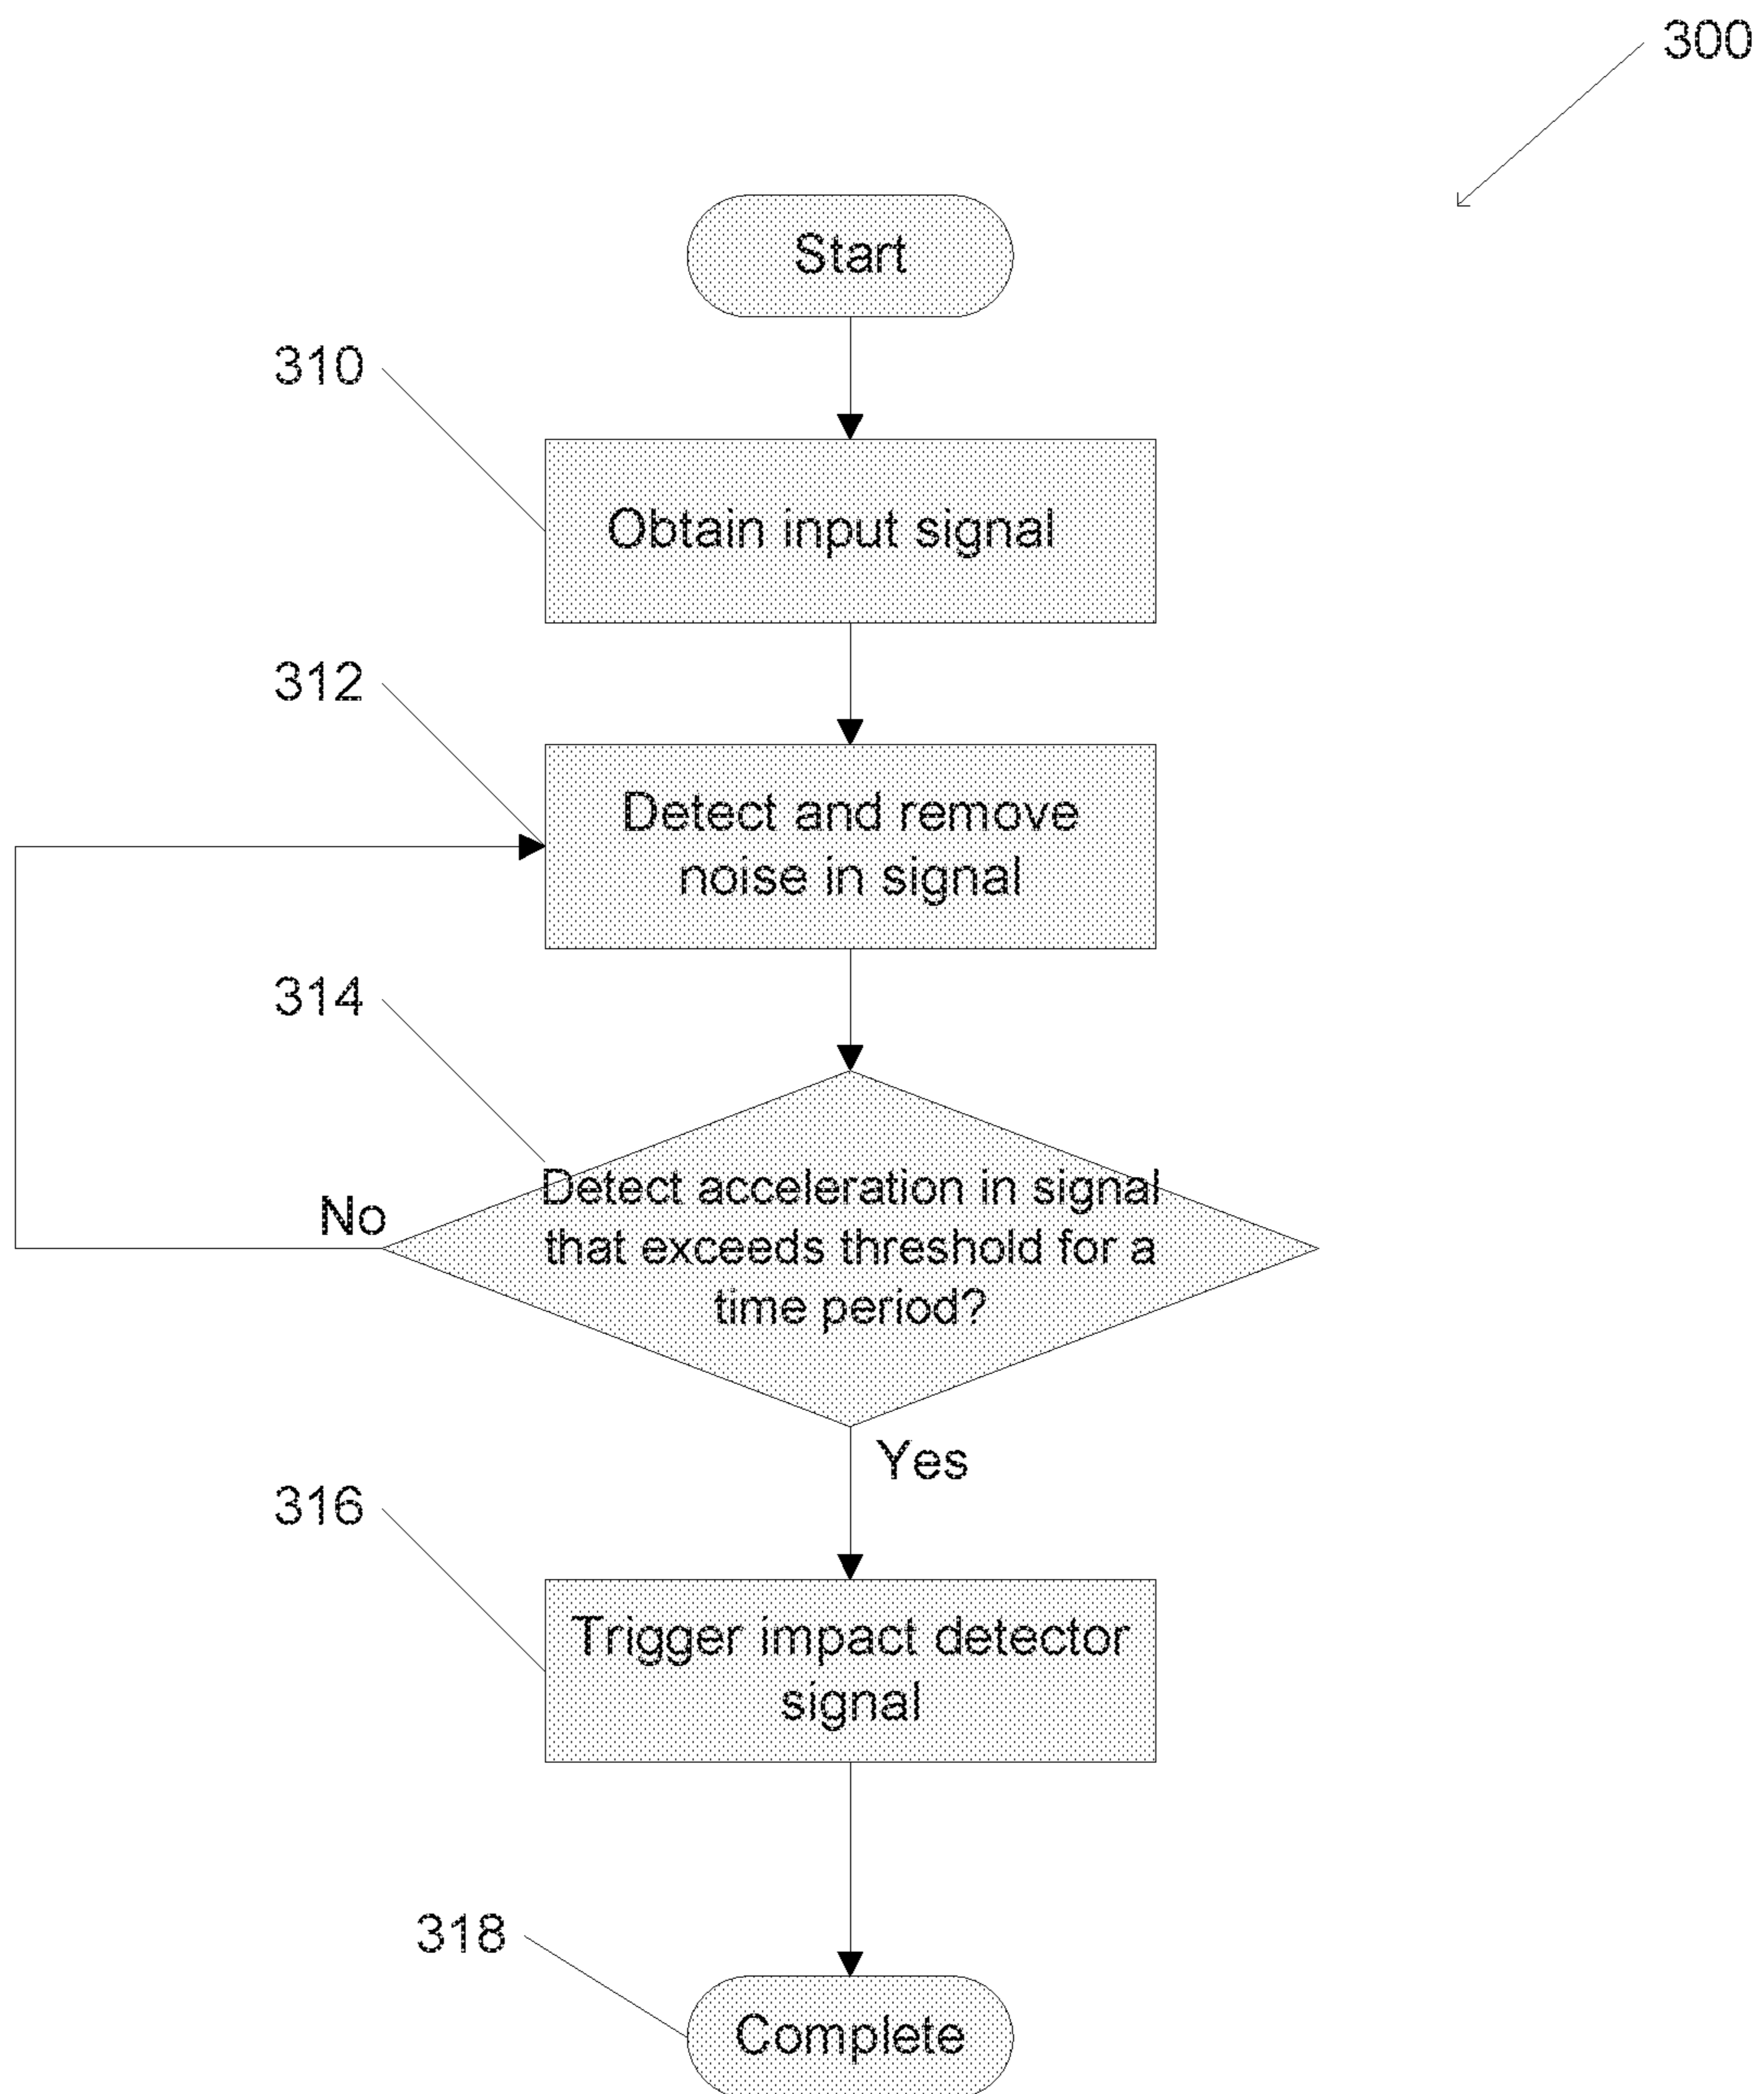 300
Start
310
Obtain input signal
312
Detect and remove
noise in signal
314
Detect acceleration in signal
that exceeds threshold for a
time period?
No
Yes
316
Trigger impact detector
signal
318
Complete